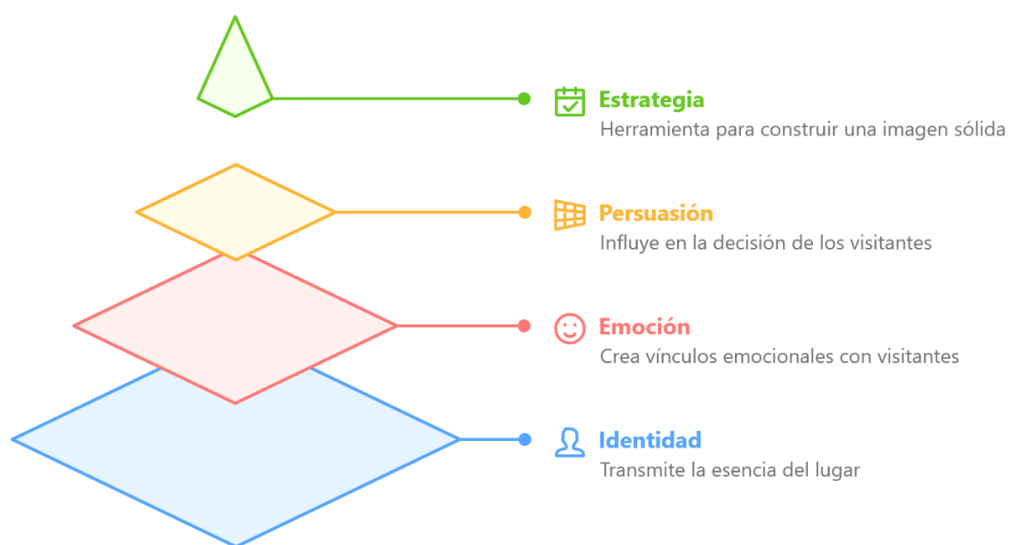 Estrategia
Herramienta para construir una imagen sólida
Persuasión
Influye en la decisión de los visitantes
Emoción
Crea vínculos emocionales con visitantes
Identidad
Transmite la esencia del lugar